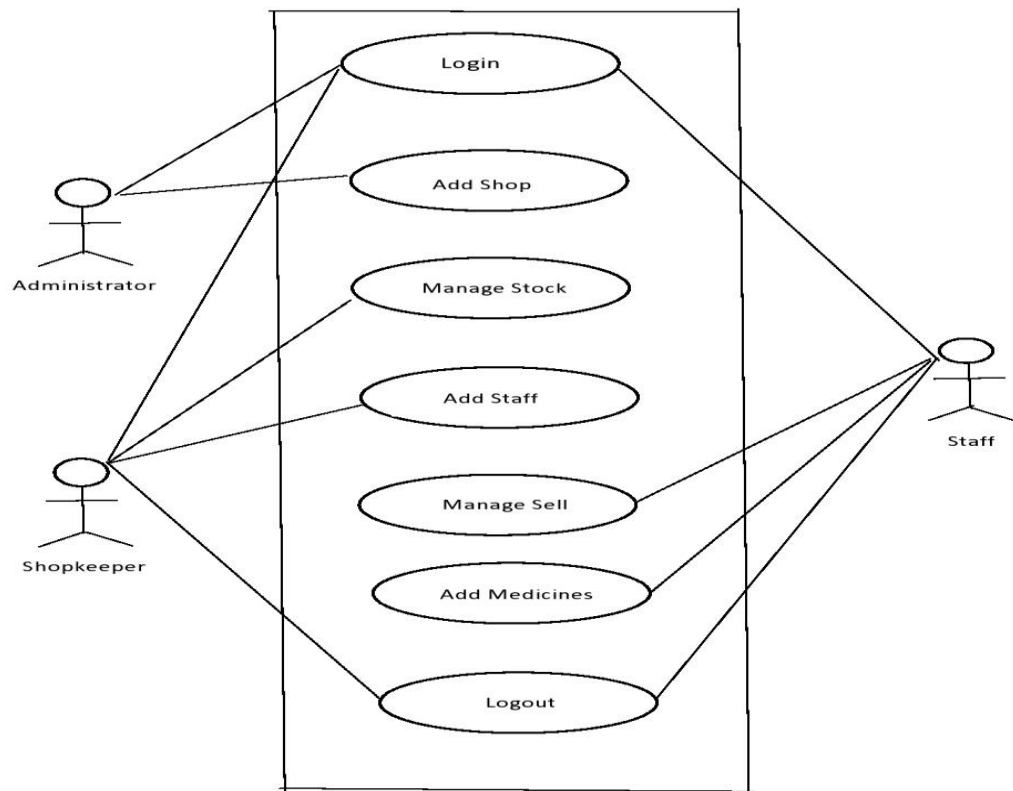 Login
Add Shop
Administrator
Manage Stock
Add Staff
Staff
Manage Sell
Shopkeeper
Add Medicines
Logout